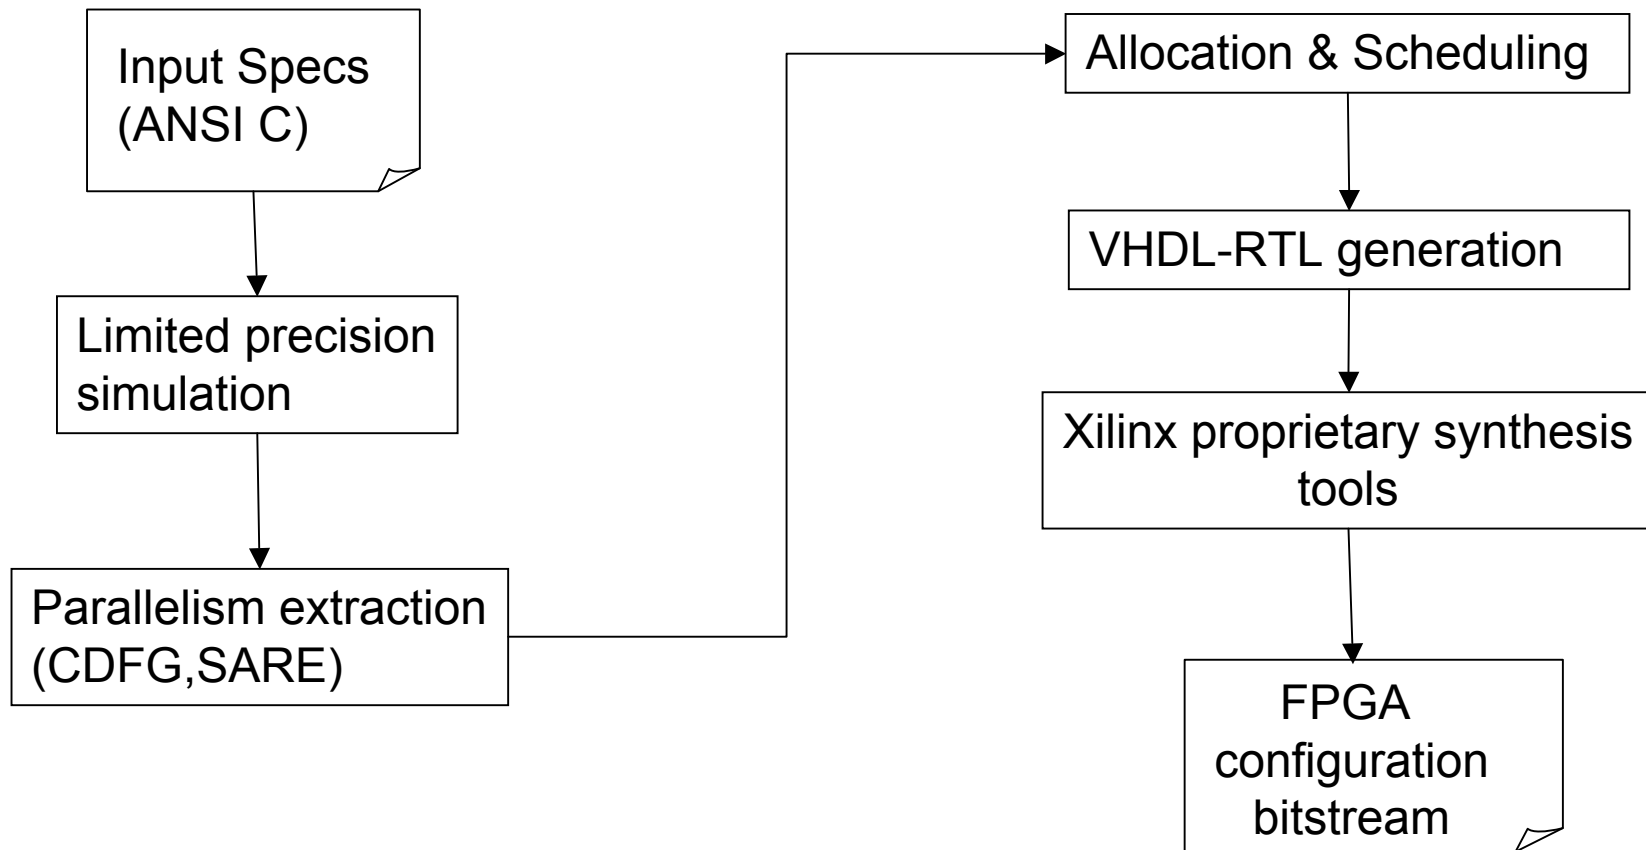 Input Specs
(ANSI C)
Limited precision
simulation
Parallelism extraction
(CDFG,SARE)
Allocation & Scheduling
VHDL-RTL generation
Xilinx proprietary synthesis
tools
FPGA
configuration
bitstream